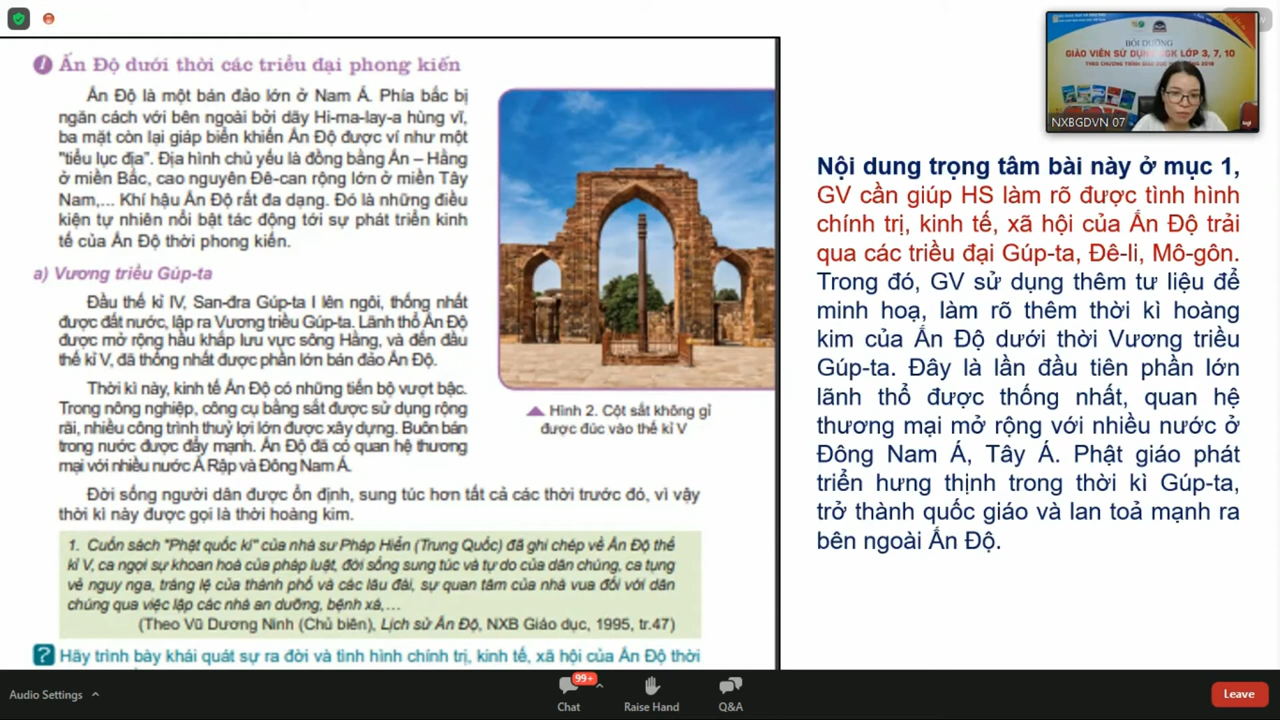 1 Ấn Độ dưới thời các triều đại phong kiến
Ấn Độ là một bán đảo lớn ở Nam Á. Phía bắc bị
ngăn cách với bên ngoài bởi dãy Hi-ma-lay-a hùng vĩ,
ba mặt còn lại giáp biển khiến Ấn Độ được ví như một
"tiểu lục địa". Địa hình chủ yếu là đồng bằng Ấn – Hằng
ở miền Bắc, cao nguyên Đê-can rộng lớn ở miền Tây
Nam,... Khí hậu Ấn Độ rất đa dạng. Đó là những điều
kiện tự nhiên nổi bật tác động tới sự phát triển kinh
tế của Ấn Độ thời phong kiến.
a) Vương triều Gúp-ta
Đầu thế kỉ IV, San-đra Gúp-ta I lên ngôi, thống nhất
được đất nước, lập ra Vương triều Gúp-ta. Lãnh thổ Ấn Độ
được mở rộng hầu khắp lưu vực sông Hằng, và đến đầu
thế kỉ V, đã thống nhất được phần lớn bán đảo Ấn Độ.
Thời kì này, kinh tế Ấn Độ có những tiến bộ vượt bậc.
Trong nông nghiệp, công cụ bằng sắt được sử dụng rộng
rãi, nhiều công trình thuỷ lợi lớn được xây dựng. Buôn bán
trong nước được đẩy mạnh. Ấn Độ đã có quan hệ thương
mại với nhiều nước Ả Rập và Đông Nam Á.
Hình 2. Cột sắt không gỉ
được đúc vào thế kỉ V
Đời sống người dân được ổn định, sung túc hơn tất cả các thời trước đó, vì vậy
thời kì này được gọi là thời hoàng kim.
1. Cuốn sách "Phật quốc kí" của nhà sư Pháp Hiển (Trung Quốc) đã ghi chép về Ấn Độ thế
kỉ V, ca ngợi sự khoan hoà của pháp luật, đời sống sung túc và tự do của dân chúng, ca tụng
vẻ nguy nga, tráng lệ của thành phố và các lâu đài, sự quan tâm của nhà vua đối với dân
chúng qua việc lập các nhà an dưỡng, bệnh xá,...
(Theo Vũ Dương Ninh (Chủ biên), Lịch sử Ấn Độ, NXB Giáo dục, 1995, tr.47)
? Hãy trình bày khái quát sự ra đời và tình hình chính trị, kinh tế, xã hội của Ấn Độ thời
BỒI DƯỠNG
GIÁO VIÊN SỬ DỤNG SGK LỚP 3, 7, 10
NXBGDVN 07
Nội dung trọng tâm bài này ở mục 1,
GV cần giúp HS làm rõ được tình hình
chính trị, kinh tế, xã hội của Ấn Độ trải
qua các triều đại Gúp-ta, Đê-li, Mô-gôn.
Trong đó, GV sử dụng thêm tư liệu để
minh hoạ, làm rõ thêm thời kì hoàng
kim của Ấn Độ dưới thời Vương triều
Gúp-ta. Đây là lần đầu tiên phần lớn
lãnh thổ được thống nhất, quan hệ
thương mại mở rộng với nhiều nước ở
Đông Nam Á, Tây Á. Phật giáo phát
triển hưng thịnh trong thời kì Gúp-ta,
trở thành quốc giáo và lan toả mạnh ra
bên ngoài Ấn Độ.
Audio Settings
99+
Chat
Raise Hand
Q&A
Leave